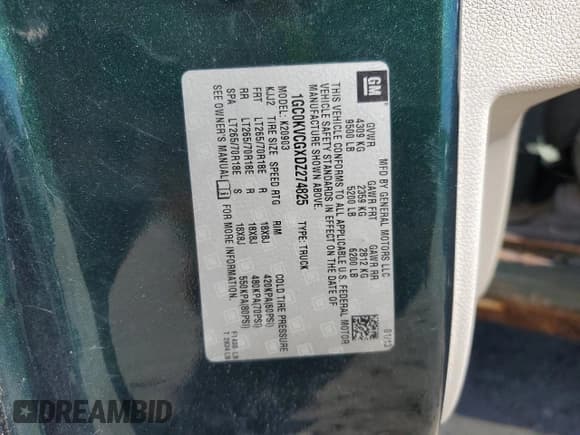 GM
MFD BY GENERAL MOTORS LLC
01/13
GVWR GAWR FRT GAWR RR
4309 KG 2359 KG 2812 KG
9500 LB 5200 LB 6200 LB
THIS VEHICLE CONFORMS TO ALL APPLICABLE U.S. FEDERAL MOTOR
VEHICLE SAFETY STANDARDS IN EFFECT ON THE DATE OF
MANUFACTURE SHOWN ABOVE.
1GC0KVCGXDZ274825 TYPE: TRUCK
MODEL: K20903
KJJ2 TIRE SIZE SPEED RTG RIM COLD TIRE PRESSURE
FRT LT265/70R18E R 18X8J 420KPA(60PSI)
RR LT265/70R18E R 18X8J 480KPA(70PSI)
SPA LT265/70R18E S 18X8J 550KPA(80PSI)
SEE OWNER'S MANUAL FOR MORE INFORMATION.
DREAMBID